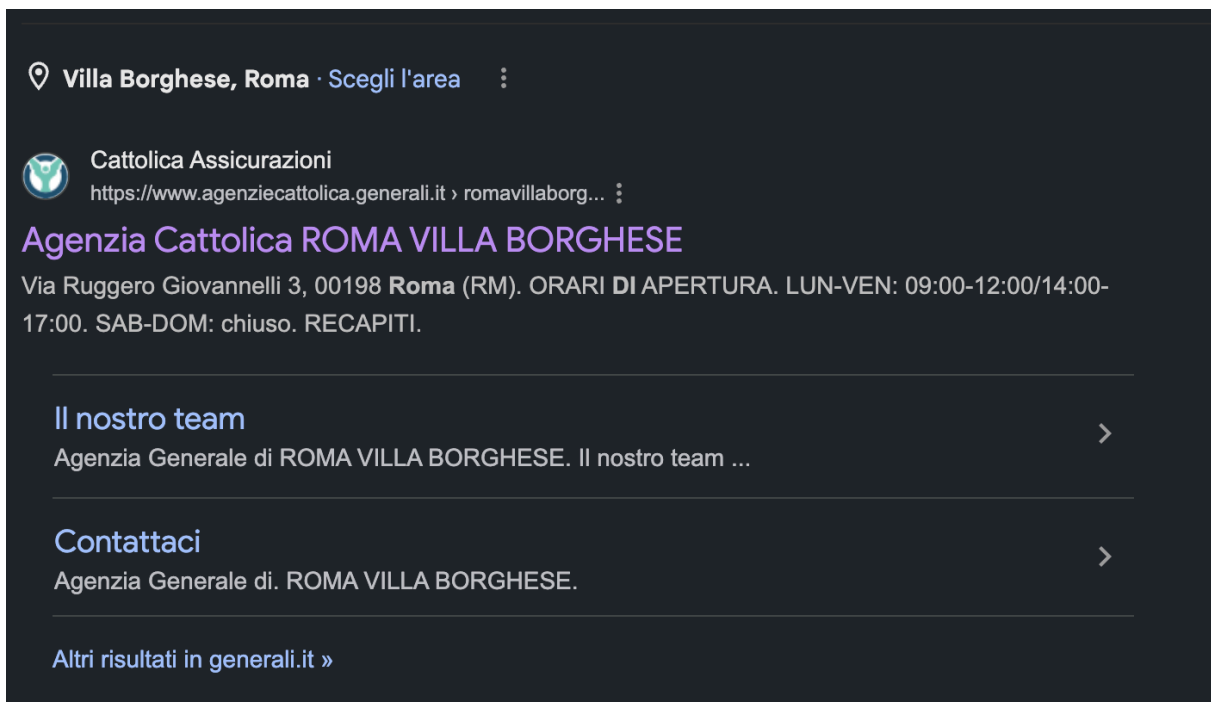 Villa Borghese, Roma · Scegli l'area
Cattolica Assicurazioni
https://www.agenziecattolica.generali.it › romavillaborg...
Agenzia Cattolica ROMA VILLA BORGHESE
Via Ruggero Giovannelli 3, 00198 Roma (RM). ORARI DI APERTURA. LUN-VEN: 09:00-12:00/14:00-
17:00. SAB-DOM: chiuso. RECAPITI.
Il nostro team
Agenzia Generale di ROMA VILLA BORGHESE. Il nostro team ...
Contattaci
Agenzia Generale di. ROMA VILLA BORGHESE.
Altri risultati in generali.it »